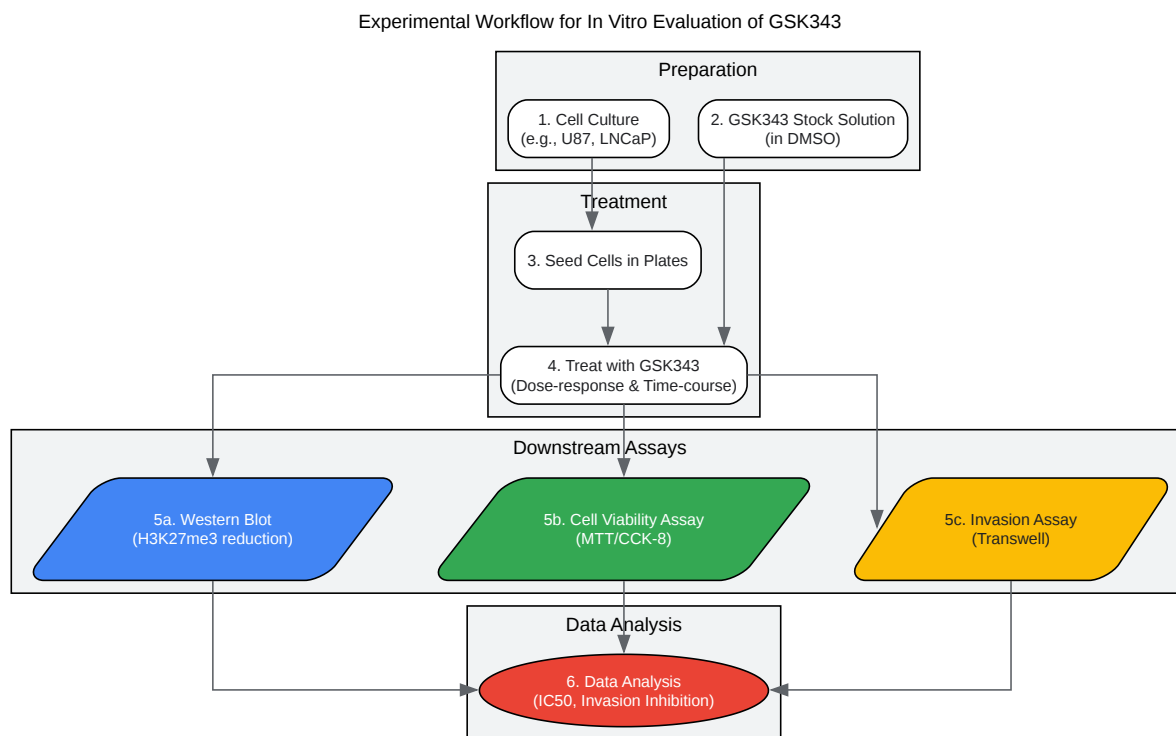 Experimental Workflow for In Vitro Evaluation of GSK343
Preparation
1. Cell Culture
(e.g., U87, LNCaP)
2. GSK343 Stock Solution
(in DMSO)
Treatment
3. Seed Cells in Plates
4. Treat with GSK343
(Dose-response & Time-course)
Downstream Assays
5a. Western Blot
(H3K27me3 reduction)
5b. Cell Viability Assay
(MTT/CCK-8)
5c. Invasion Assay
(Transwell)
Data Analysis
6. Data Analysis
(IC50, Invasion Inhibition)